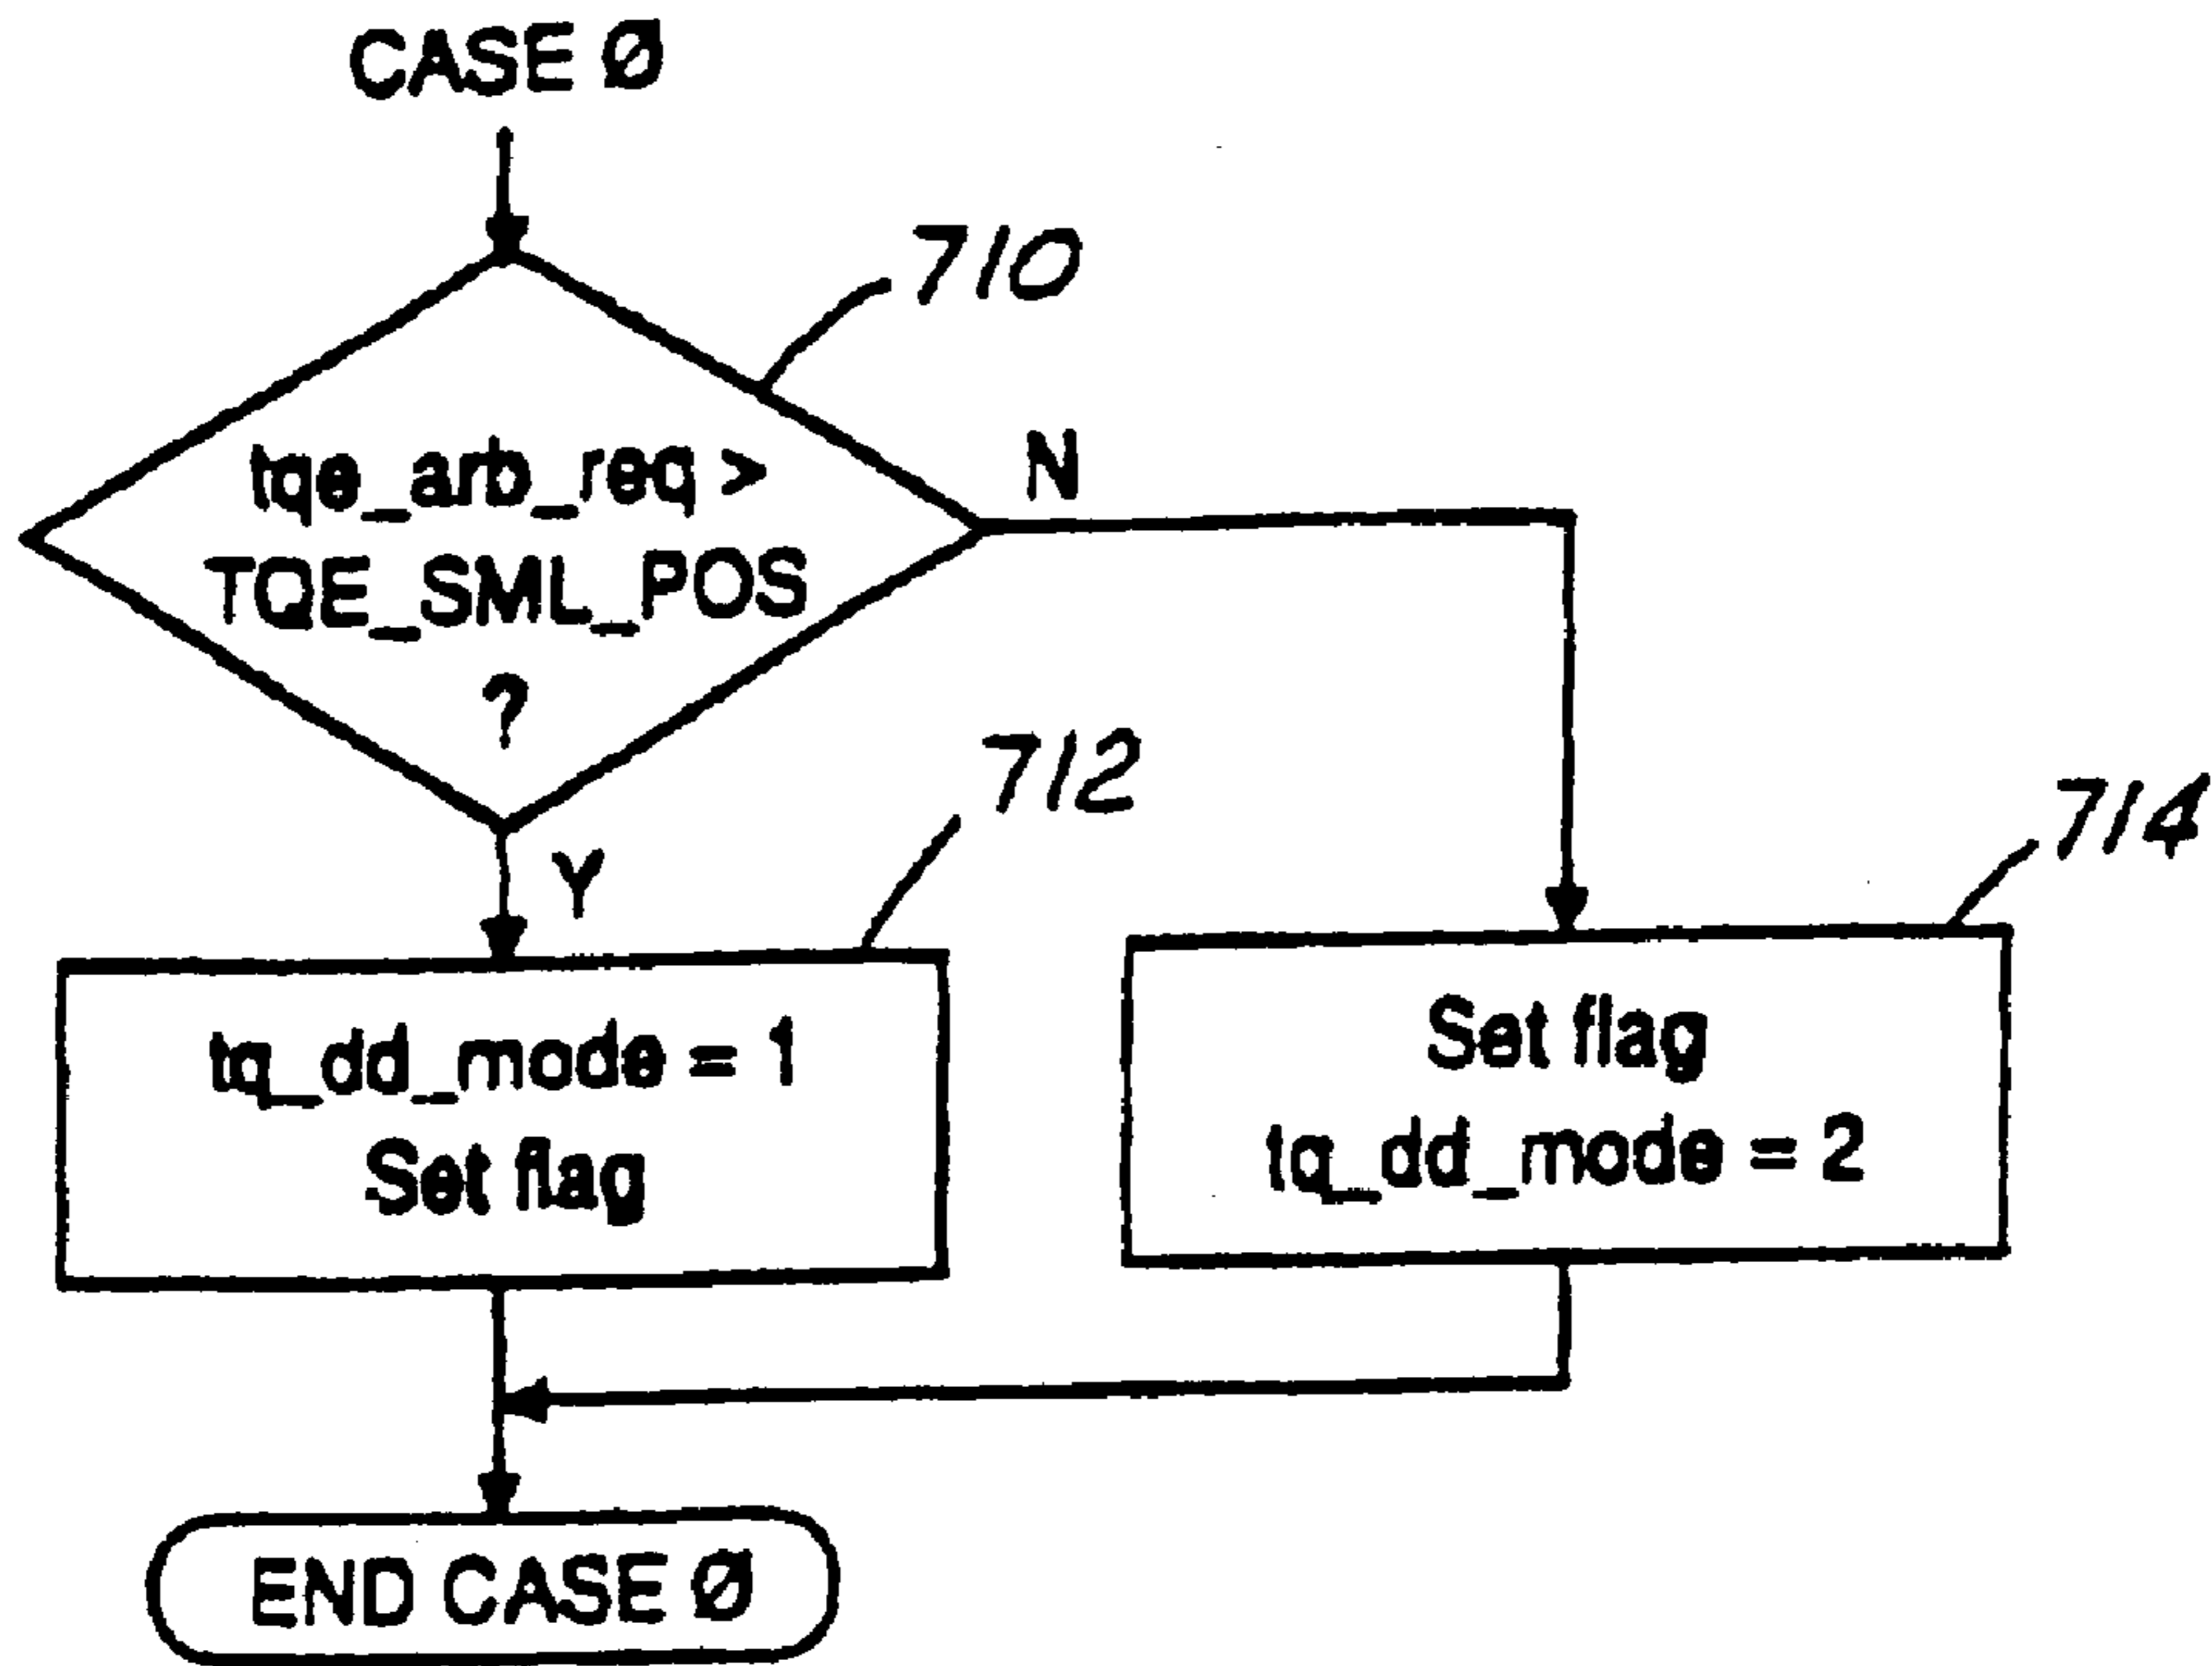 CASE Ø
710
tqe_arb_req >
TQE_SML_POS
?
N
Y
712
tq_dd_mode = 1
Set flag
714
Set flag
tq_dd_mode = 2
END CASE Ø